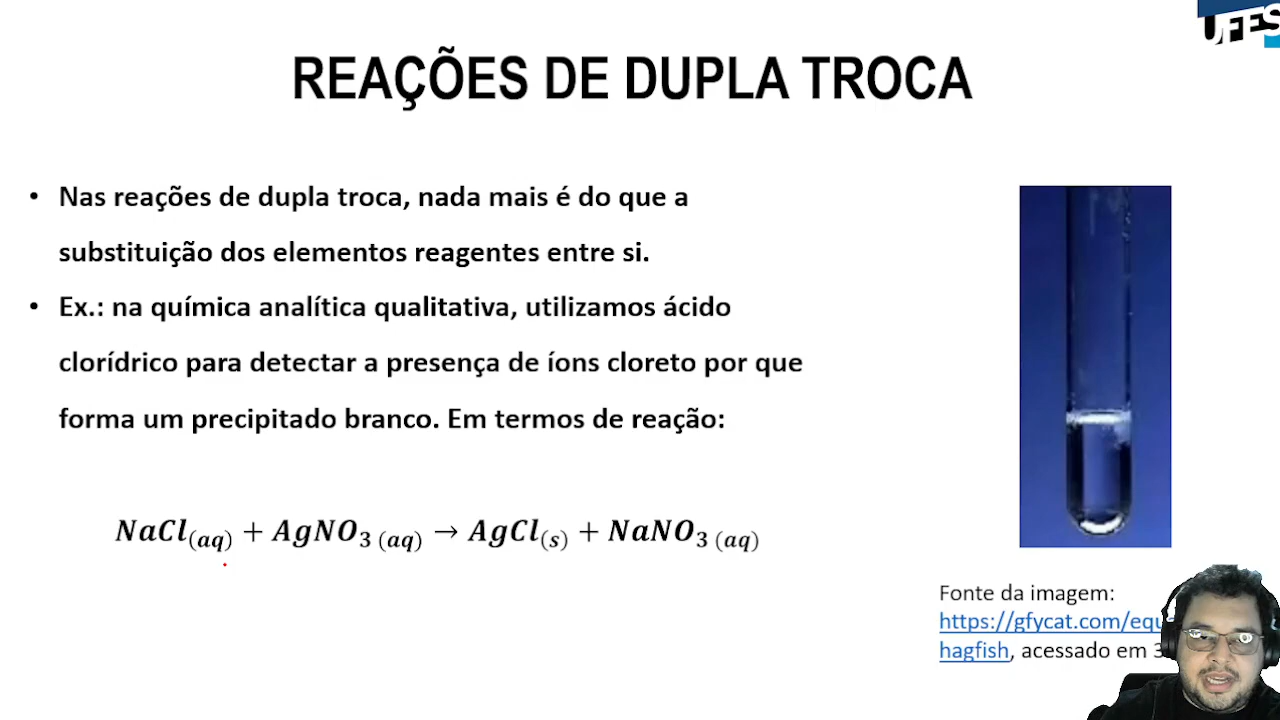 UFES
REAÇÕES DE DUPLA TROCA
• Nas reações de dupla troca, nada mais é do que a
substituição dos elementos reagentes entre si.
• Ex.: na química analítica qualitativa, utilizamos ácido
clorídrico para detectar a presença de íons cloreto por que
forma um precipitado branco. Em termos de reação:
NaCl(aq) + AgNO3 (aq) → AgCl(s) + NaNO3 (aq)
Fonte da imagem:
https://gfycat.com/equ
hagfish, acessado em 3